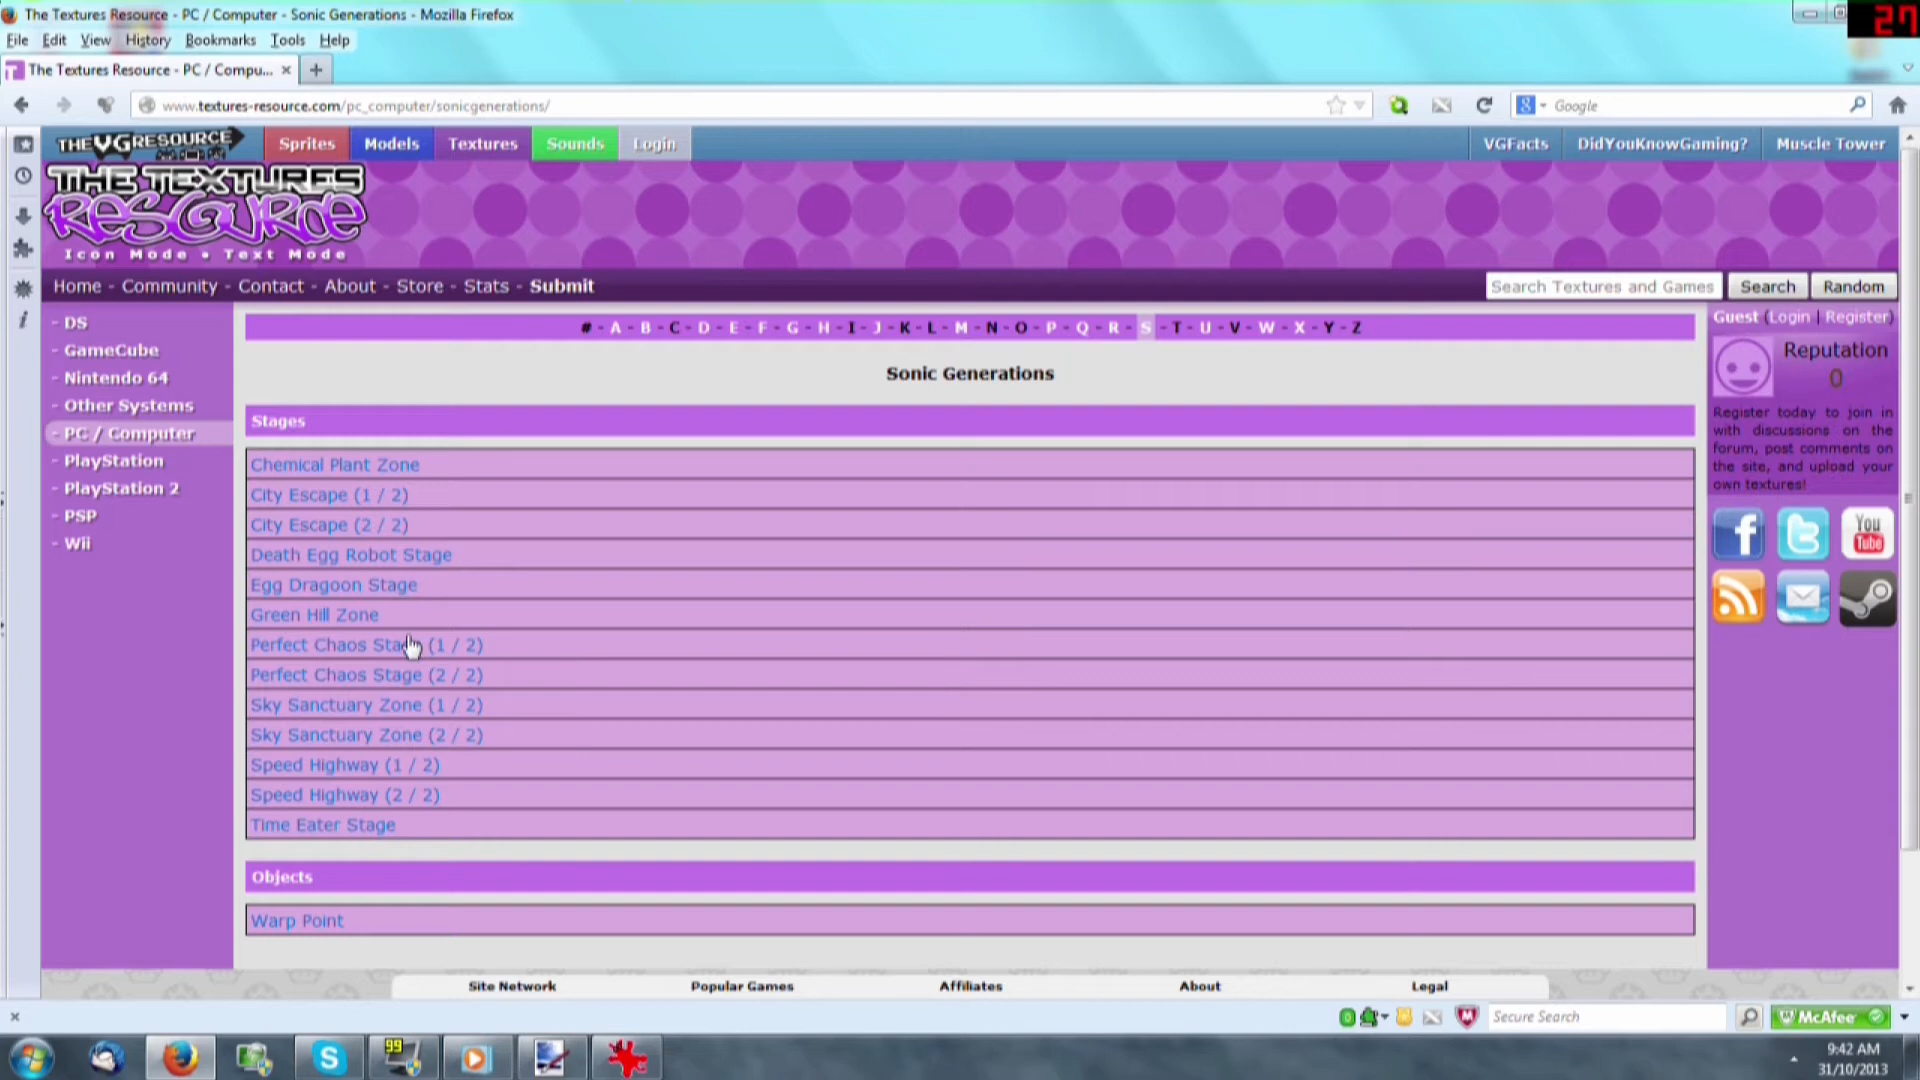 The Textures Resource - PC / Computer - Sonic Generations - Mozilla Firefox
27
File Edit View History Bookmarks Tools Help
The Textures Resource - PC / Compu...
www.textures-resource.com/pc_computer/sonicgenerations/
Google
THE VG RESOURCE Sprites Models Textures Sounds Login VGFacts DidYouKnowGaming? Muscle Tower
THE TEXTURES
RESOURCE
Icon Mode • Text Mode
Home - Community - Contact - About - Store - Stats - Submit
Search Textures and Games Search Random
- DS
- GameCube
- Nintendo 64
- Other Systems
- PC / Computer
- PlayStation
- PlayStation 2
- PSP
- Wii
# - A - B - C - D - E - F - G - H - I - J - K - L - M - N - O - P - Q - R - S - T - U - V - W - X - Y - Z
Sonic Generations
Stages
Chemical Plant Zone
City Escape (1 / 2)
City Escape (2 / 2)
Death Egg Robot Stage
Egg Dragoon Stage
Green Hill Zone
Perfect Chaos Stage (1 / 2)
Perfect Chaos Stage (2 / 2)
Sky Sanctuary Zone (1 / 2)
Sky Sanctuary Zone (2 / 2)
Speed Highway (1 / 2)
Speed Highway (2 / 2)
Time Eater Stage
Objects
Warp Point
Guest (Login | Register)
Reputation
0
Register today to join in
with discussions on the
forum, post comments on
the site, and upload your
own textures!
You
Tube
Site Network Popular Games Affiliates About Legal
Secure Search
McAfee
99
9:42 AM
31/10/2013